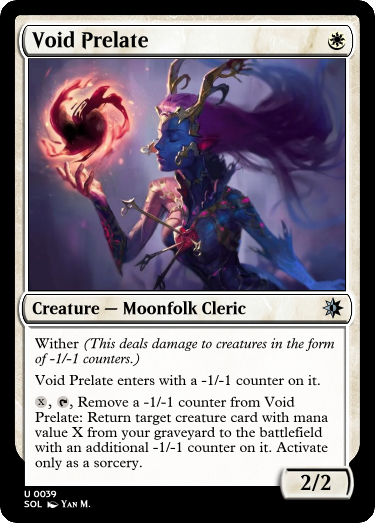 Void Prelate
Creature — Moonfolk Cleric
Wither (This deals damage to creatures in the form
of -1/-1 counters.)
Void Prelate enters with a -1/-1 counter on it.
X, T, Remove a -1/-1 counter from Void
Prelate: Return target creature card with mana
value X from your graveyard to the battlefield
with an additional -1/-1 counter on it. Activate
only as a sorcery.
2/2
U 0039
SOL YAN M.